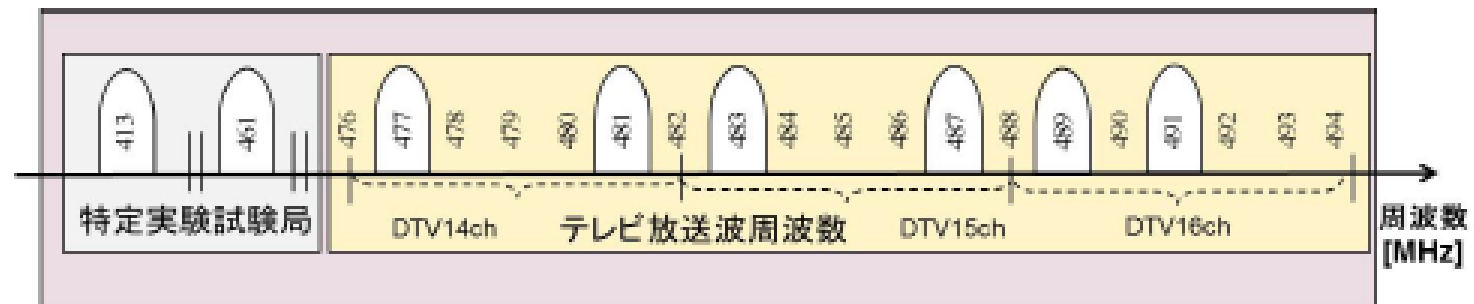 413 461 476 477 478 479 480 481 482 483 484 485 486 487 488 489 490 491 492 493 494
特定実験試験局 DTV14ch テレビ放送波周波数 DTV15ch DTV16ch
周波数
[MHz]